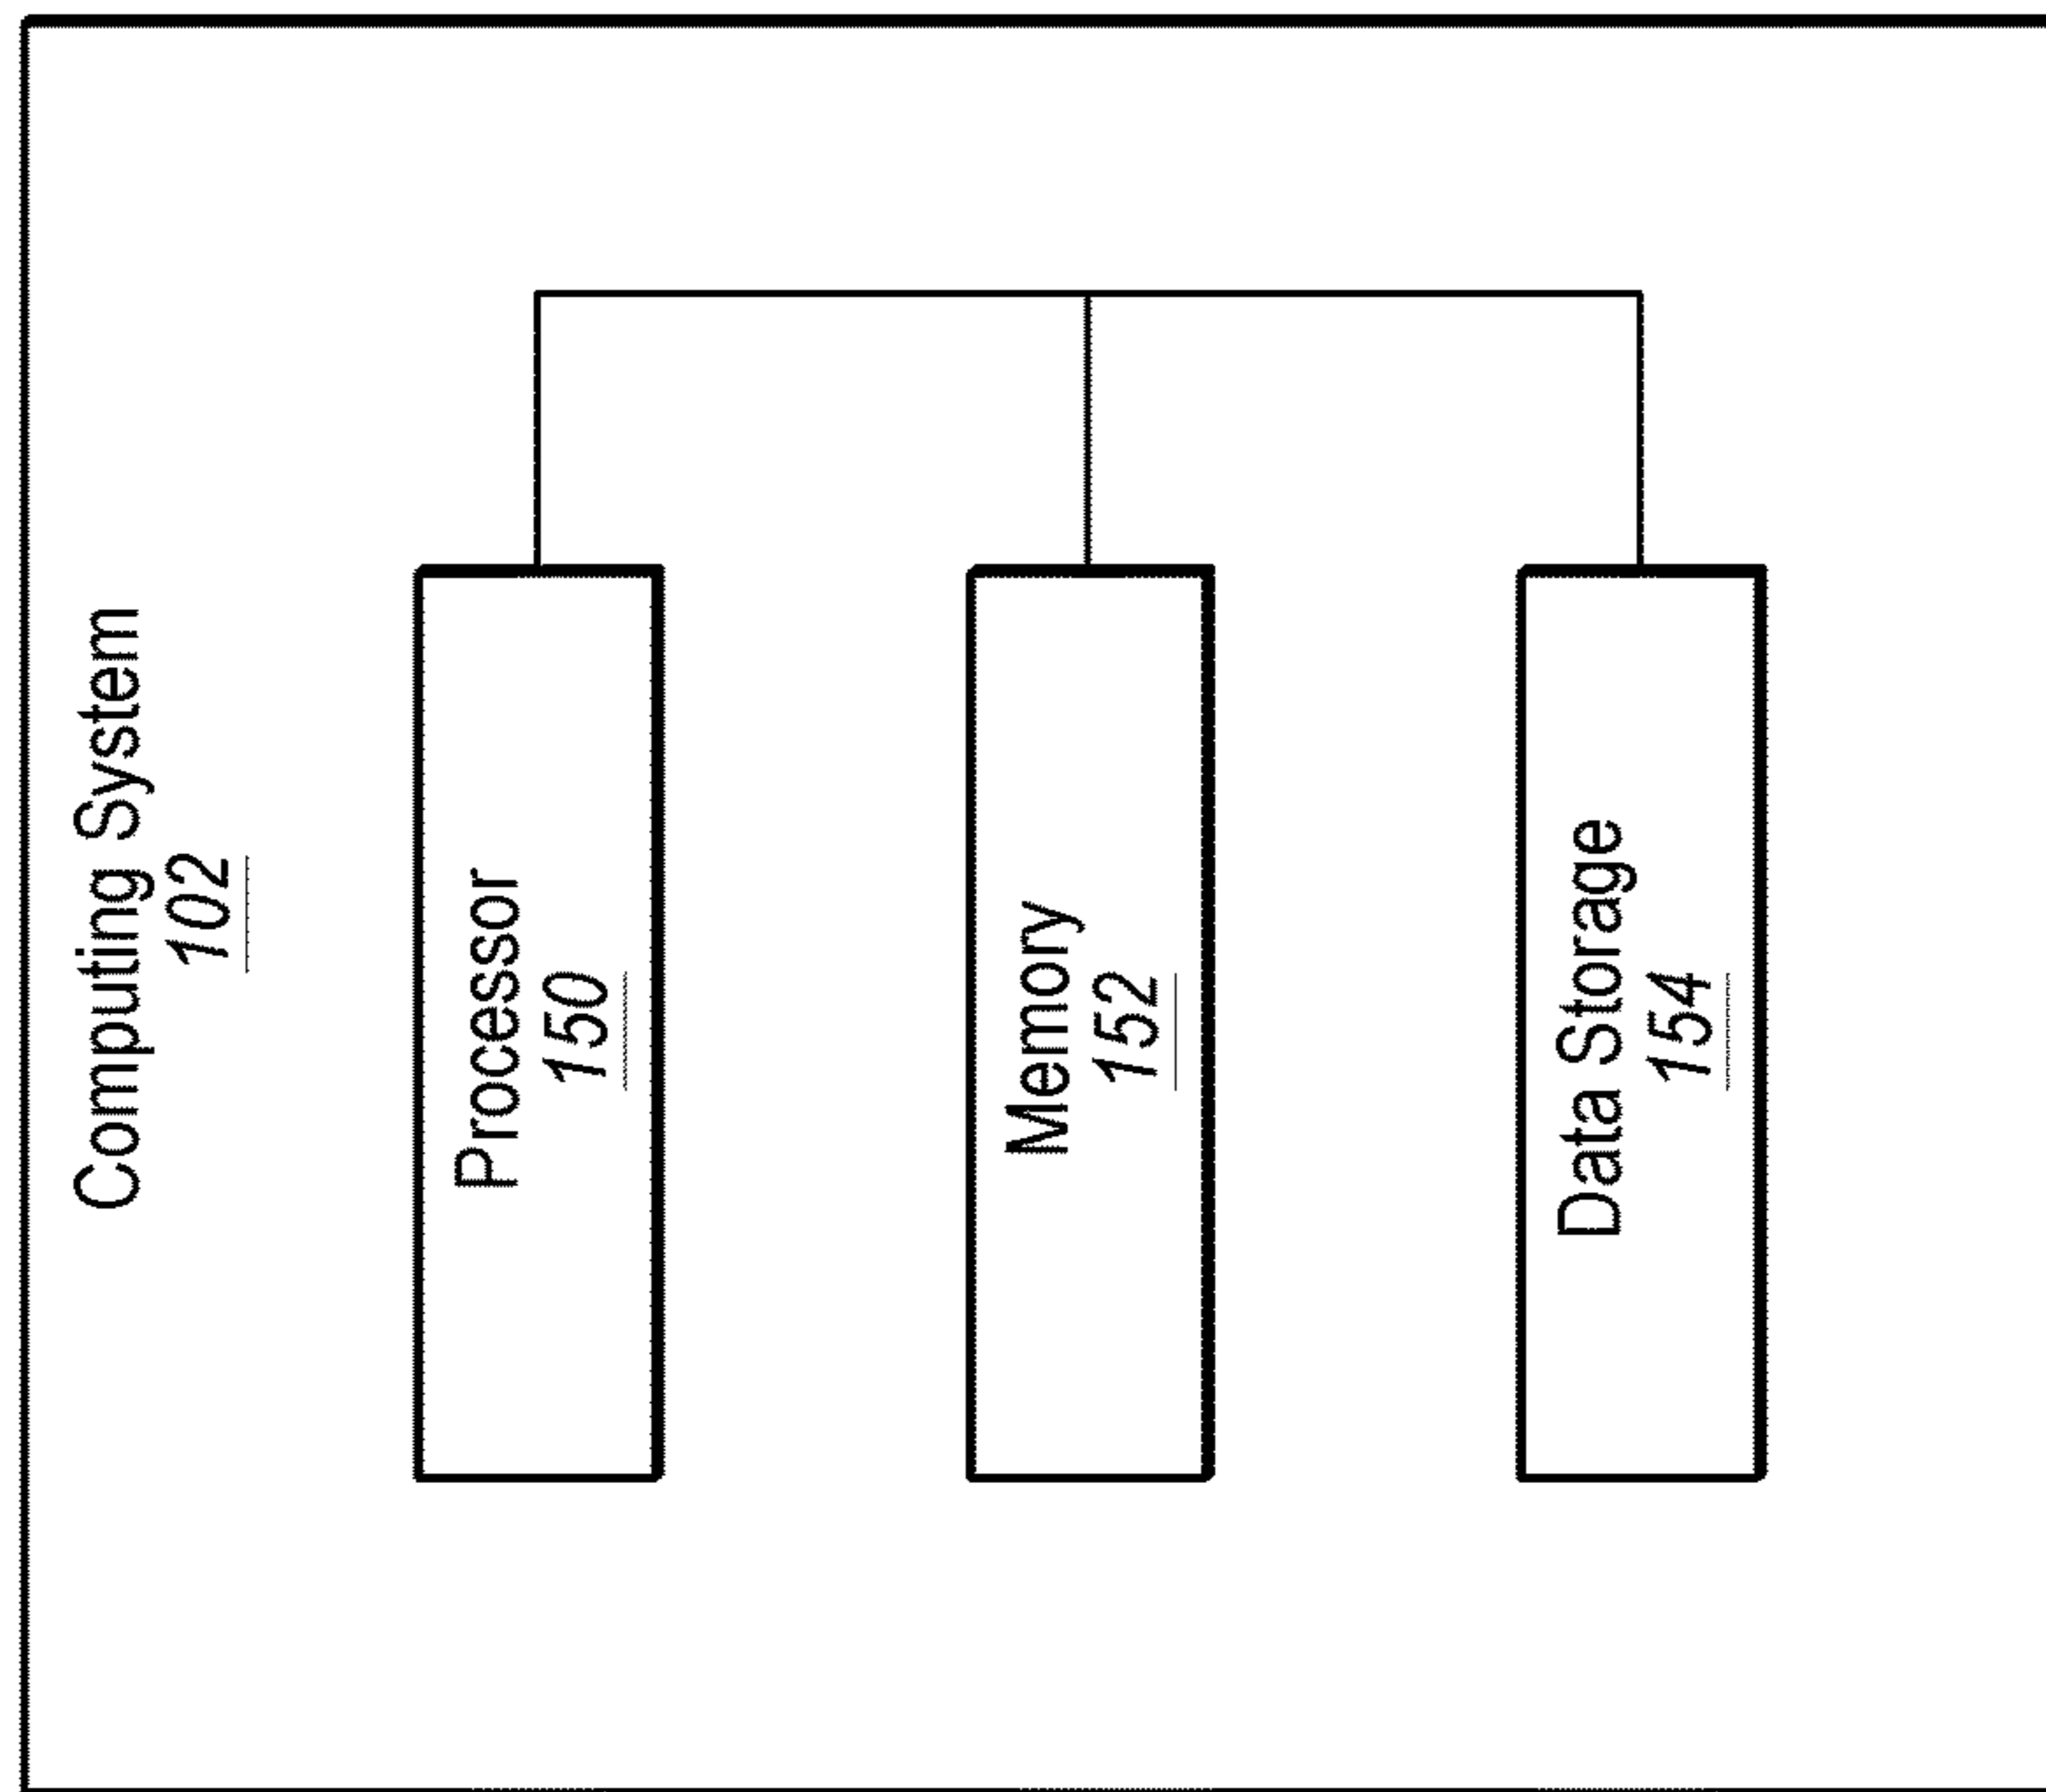 Computing System
102
Processor
150
Memory
152
Data Storage
154